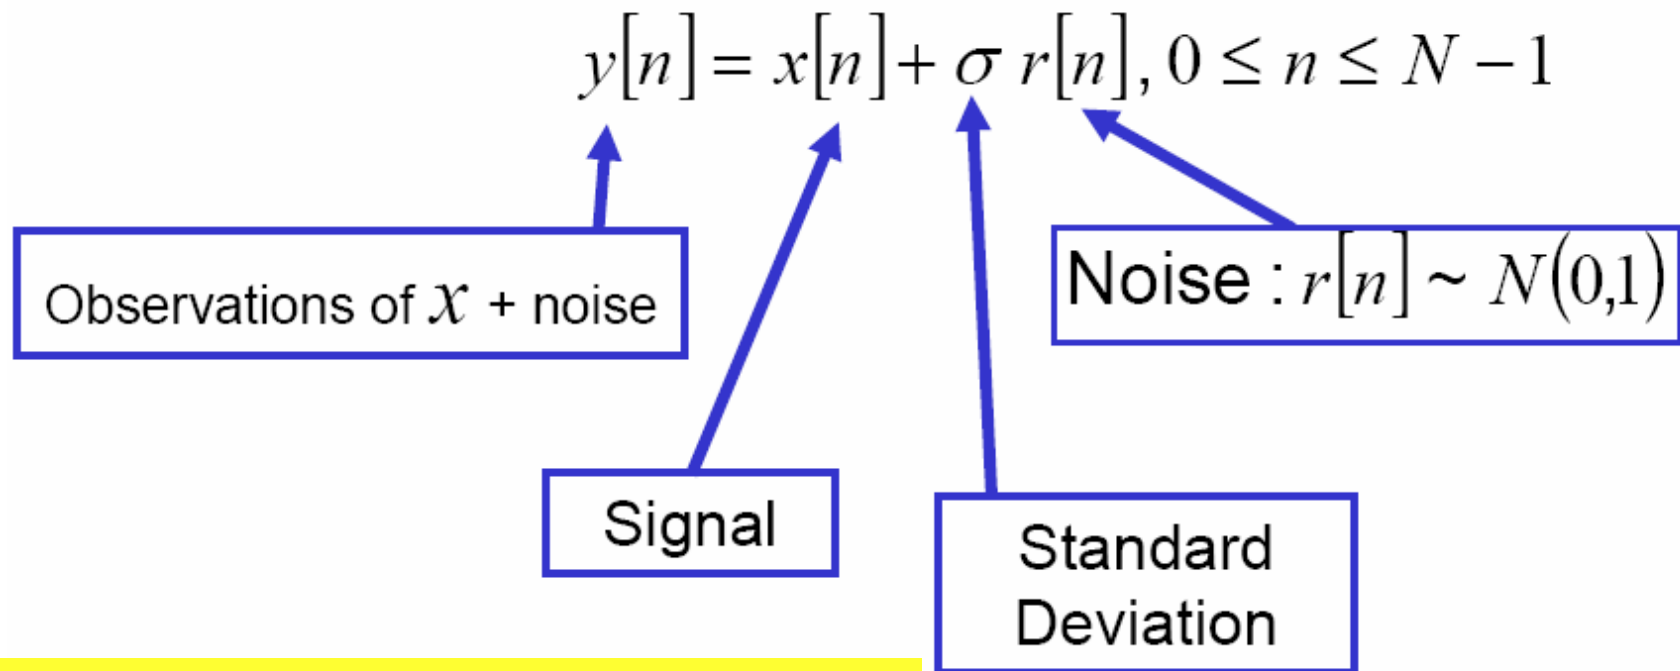 y[n] = x[n] + σ r[n], 0 ≤ n ≤ N − 1
Observations of x + noise
Noise : r[n] ~ N(0,1)
Signal
Standard
Deviation